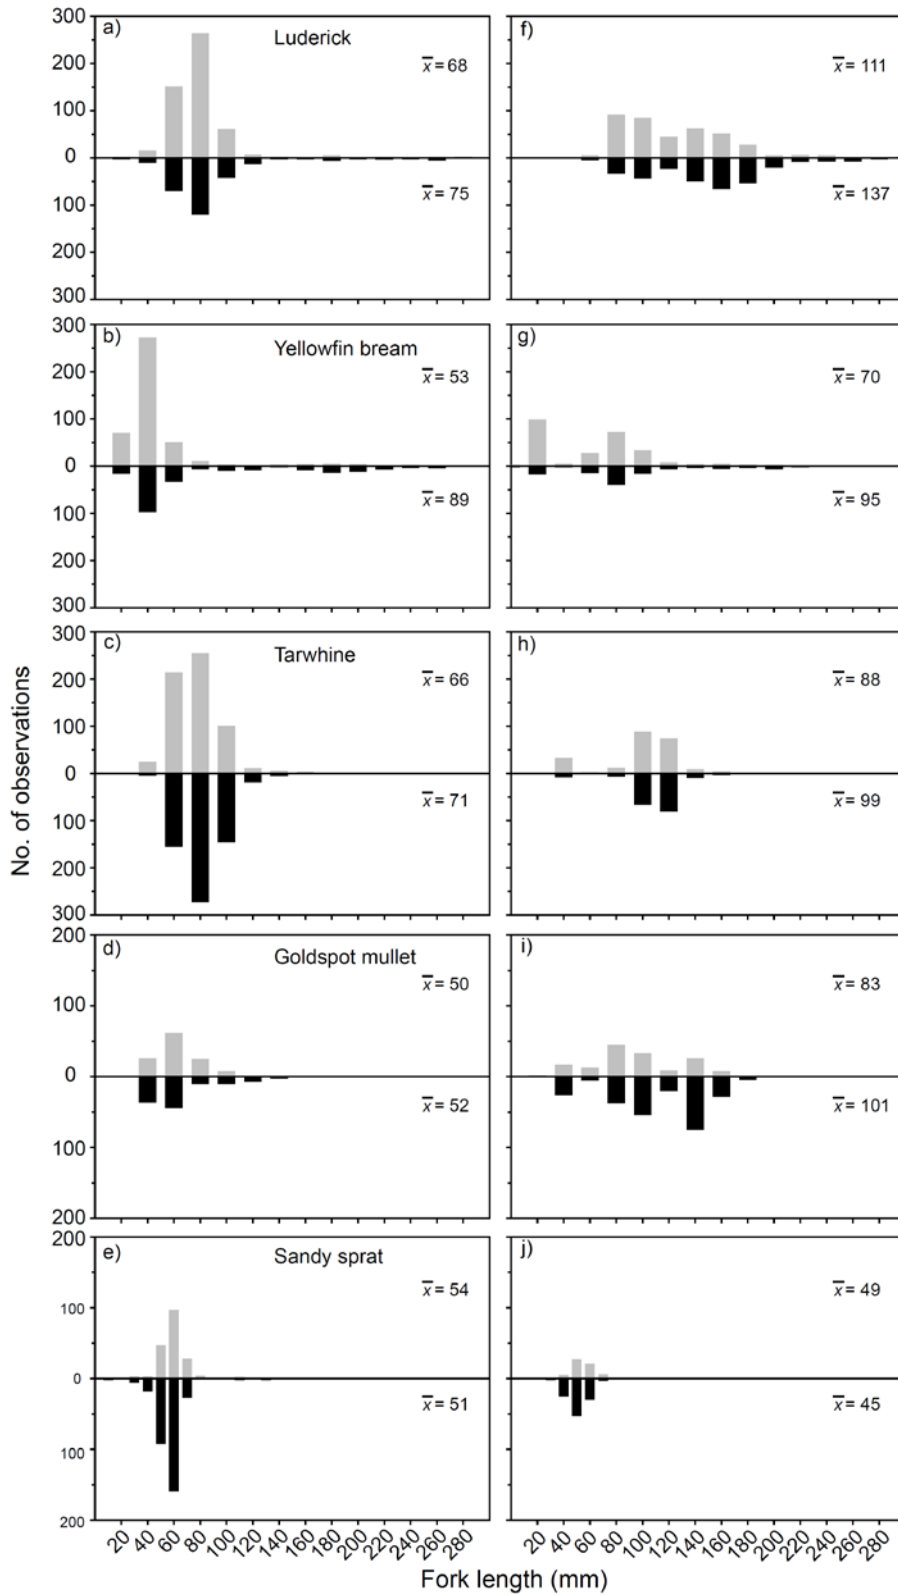 No. of observations
a) Luderick
x̄ = 68
x̄ = 75
300
200
100
0
100
200
300
f)
x̄ = 111
x̄ = 137
b) Yellowfin bream
x̄ = 53
x̄ = 89
300
200
100
0
100
200
300
g)
x̄ = 70
x̄ = 95
c) Tarwhine
x̄ = 66
x̄ = 71
300
200
100
0
100
200
300
h)
x̄ = 88
x̄ = 99
d) Goldspot mullet
x̄ = 50
x̄ = 52
200
100
0
100
200
i)
x̄ = 83
x̄ = 101
e) Sandy sprat
x̄ = 54
x̄ = 51
200
100
0
100
200
j)
x̄ = 49
x̄ = 45
20 40 60 80 100 120 140 160 180 200 220 240 260 280
20 40 60 80 100 120 140 160 180 200 220 240 260 280
Fork length (mm)